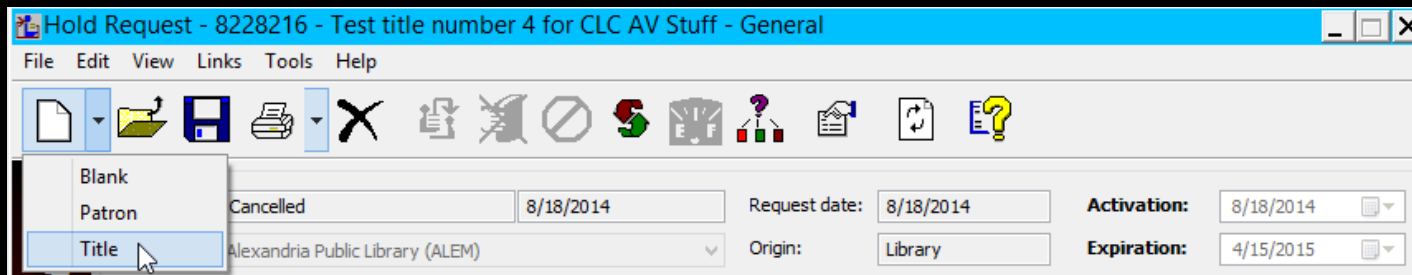 Hold Request - 8228216 - Test title number 4 for CLC AV Stuff - General
File Edit View Links Tools Help
E F
Blank
Patron
Title
Cancelled 8/18/2014 Request date: 8/18/2014 Activation: 8/18/2014
Alexandria Public Library (ALEM) Origin: Library Expiration: 4/15/2015